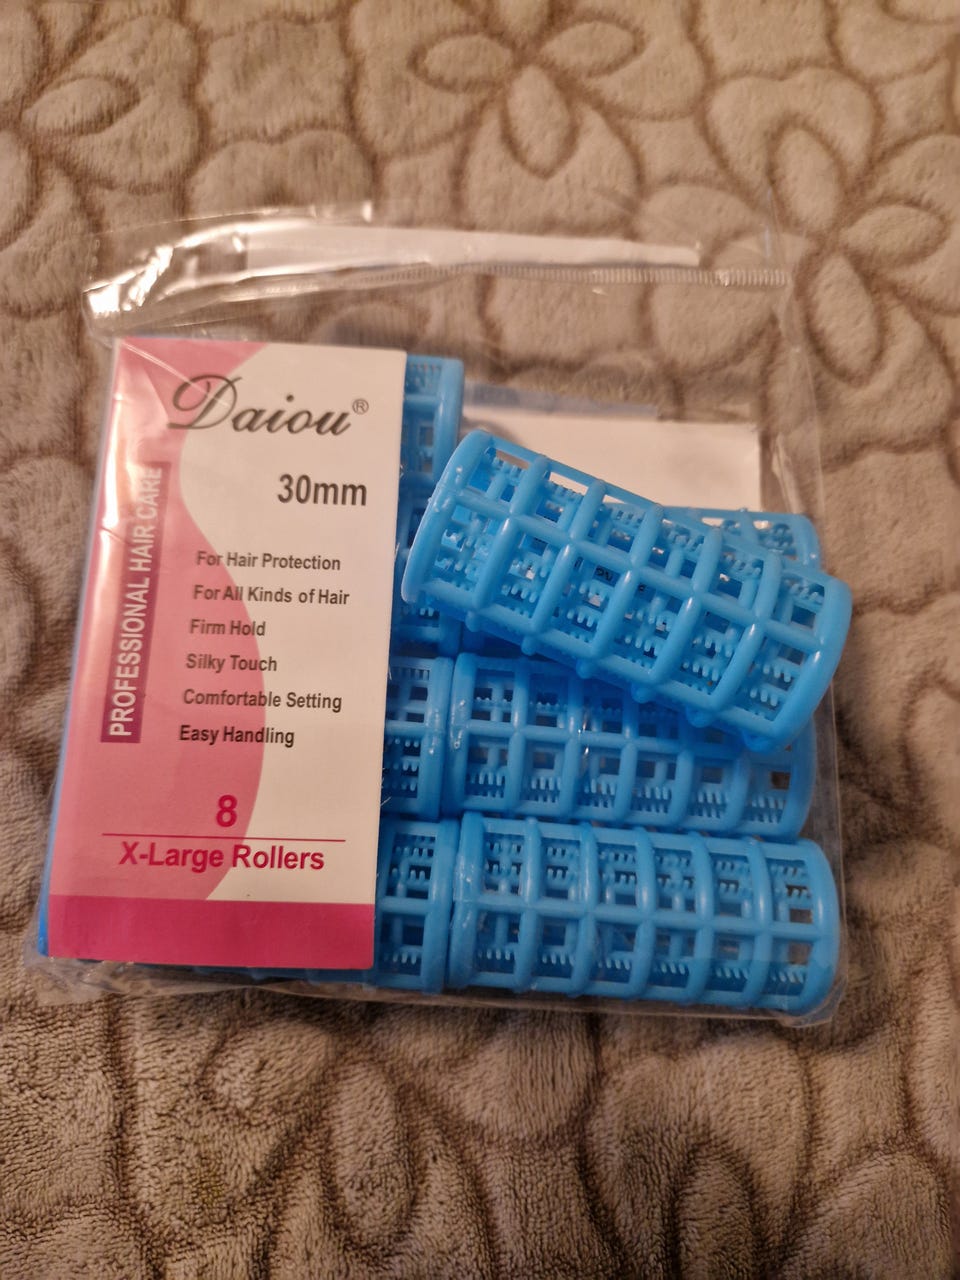 Daiou®
30mm
PROFESSIONAL HAIR CARE
For Hair Protection
For All Kinds of Hair
Firm Hold
Silky Touch
Comfortable Setting
Easy Handling
8
X-Large Rollers